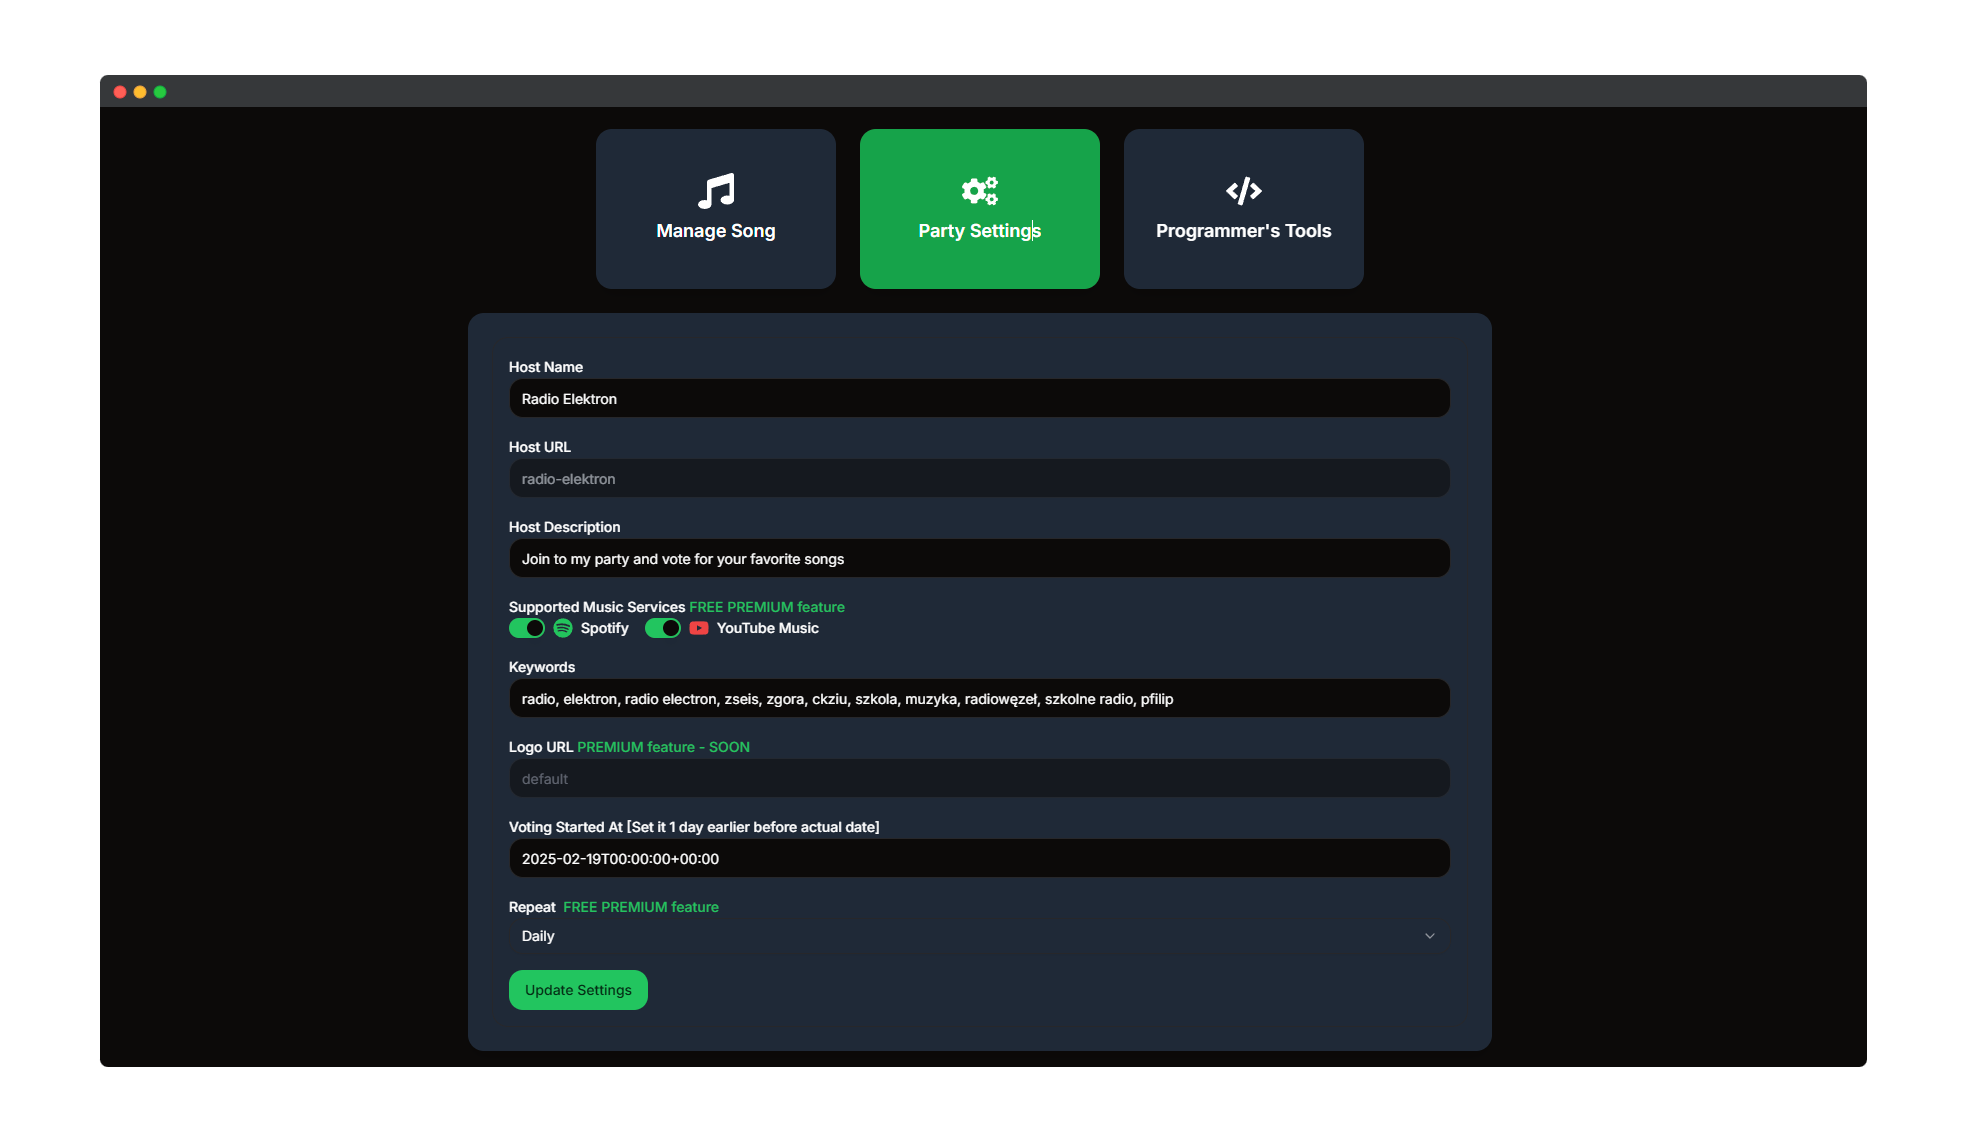 Manage Song
Party Settings
Programmer's Tools
Host Name
Radio Elektron
Host URL
radio-elektron
Host Description
Join to my party and vote for your favorite songs
Supported Music Services FREE PREMIUM feature
Spotify YouTube Music
Keywords
radio, elektron, radio electron, zseis, zgora, ckziu, szkola, muzyka, radiowęzeł, szkolne radio, pfilip
Logo URL PREMIUM feature - SOON
default
Voting Started At [Set it 1 day earlier before actual date]
2025-02-19T00:00:00+00:00
Repeat FREE PREMIUM feature
Daily
Update Settings